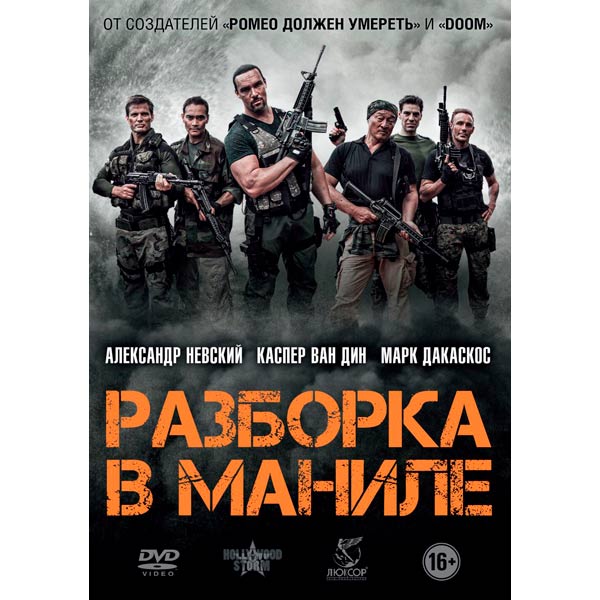 ОТ СОЗДАТЕЛЕЙ «РОМЕО ДОЛЖЕН УМЕРЕТЬ» И «DOOM»
АЛЕКСАНДР НЕВСКИЙ КАСПЕР ВАН ДИН МАРК ДАКАСКОС
РАЗБОРКА
В МАНИЛЕ
DVD VIDEO
HOLLYWOOD STORM
ЛЮКСОР
16+